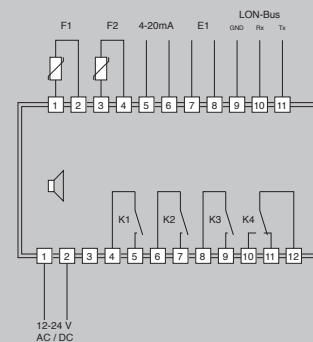 LON-Bus
F1 F2 4-20mA E1 GND Rx Tx
1 2 3 4 5 6 7 8 9 10 11
K1 K2 K3 K4
1 2 3 4 5 6 7 8 9 10 11 12
12-24 V
AC / DC